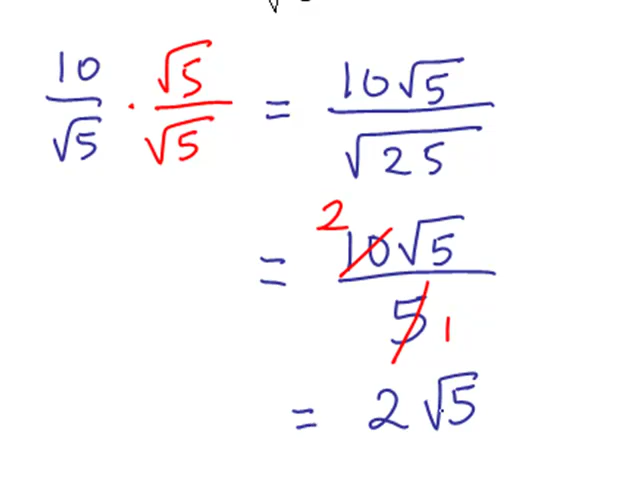 10/√5 · √5/√5 = 10√5/√25
= 2 10√5/5 1
= 2√5